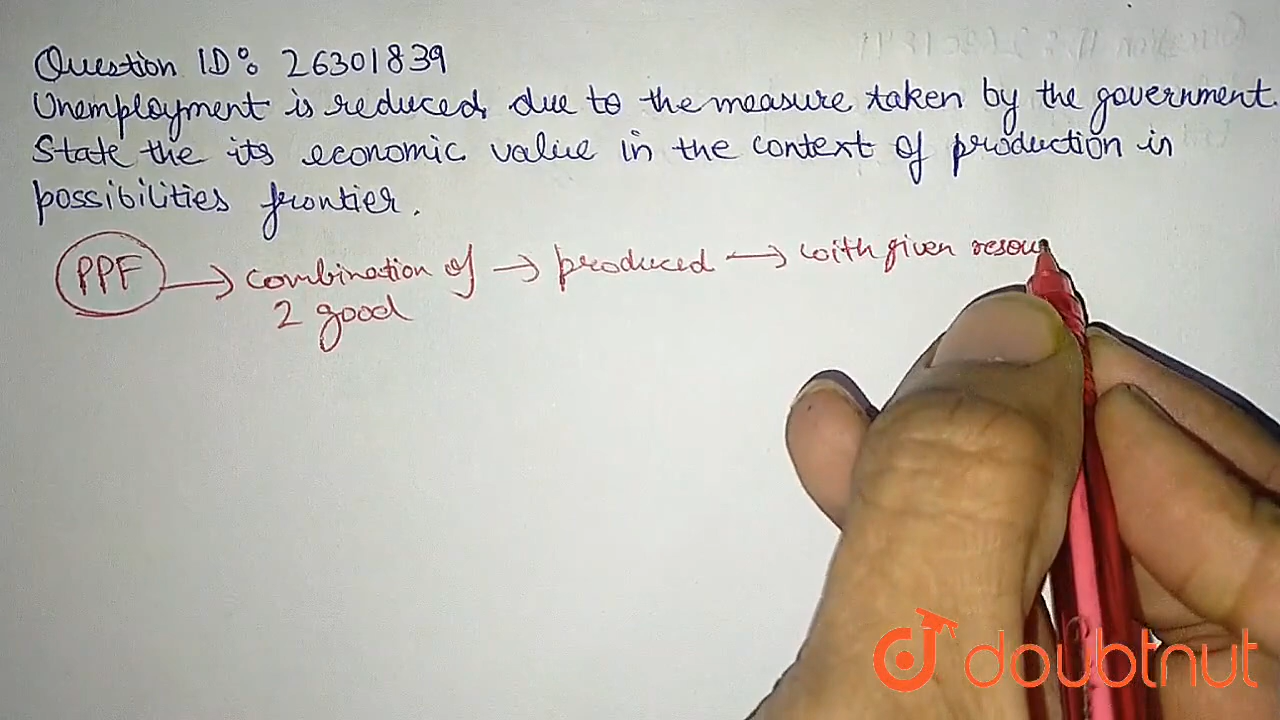 Question ID: 26301839
Unemployment is reduced, due to the measure taken by the government.
State the its economic value in the context of production in
possibilities frontier.
PPF → combination of → produced → with given resou
2 good
doubtnut